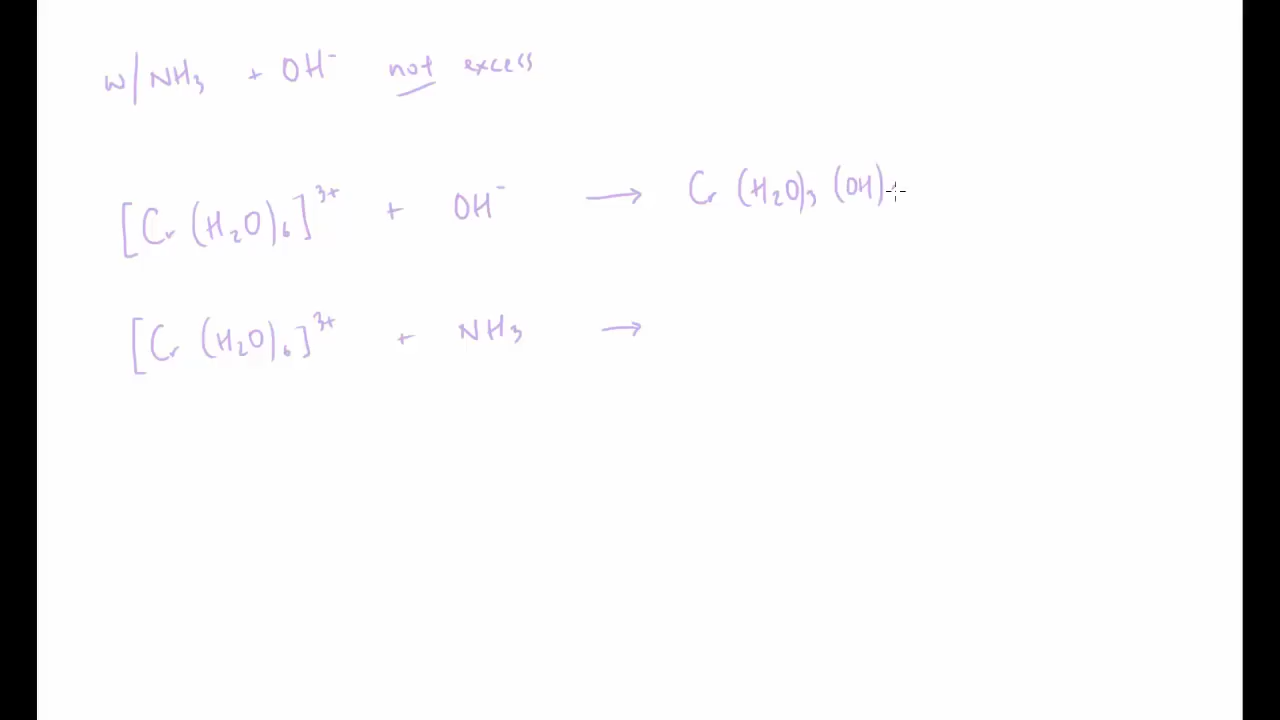 w/NH₃ + OH⁻ not excess
[Cr (H₂O)₆]³⁺ + OH⁻ → Cr (H₂O)₃ (OH)
[Cr (H₂O)₆]³⁺ + NH₃ →